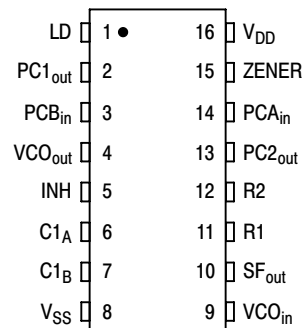 LD 1 16 VDD
PC1out 2 15 ZENER
PCBin 3 14 PCAin
VCOout 4 13 PC2out
INH 5 12 R2
C1A 6 11 R1
C1B 7 10 SFout
VSS 8 9 VCOin